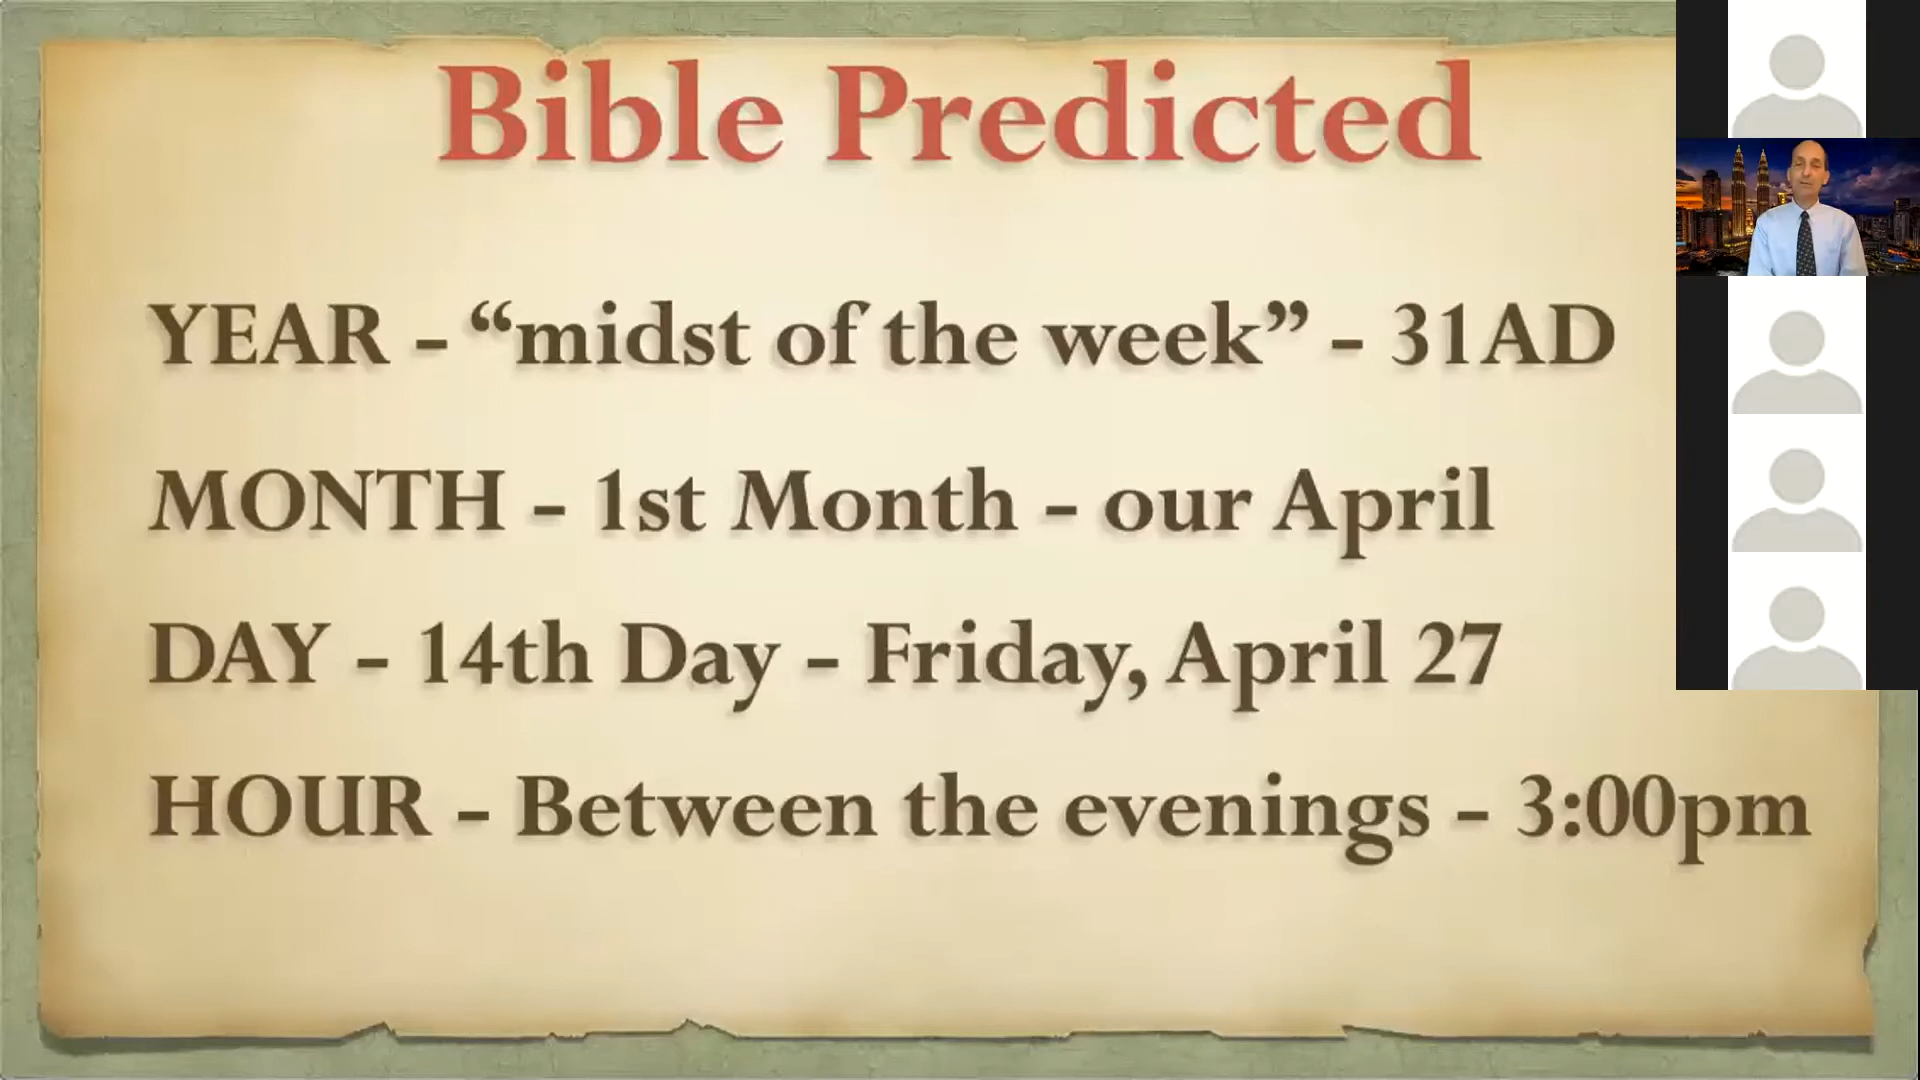 Bible Predicted
YEAR - “midst of the week” - 31AD
MONTH - 1st Month - our April
DAY - 14th Day - Friday, April 27
HOUR - Between the evenings - 3:00pm